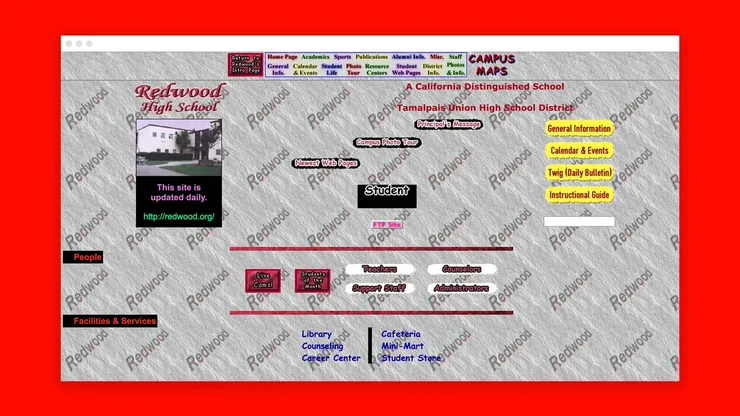 Return to
Redwood's
Intro Page
Home Page Academics Sports Publications Alumni Info. Misc. Staff
General Info. Calendar & Events Student Life Photo Tour Resource Centers Student Web Pages District Info. Photos & Info.
CAMPUS
MAPS
Redwood
High School
A California Distinguished School
Tamalpais Union High School District
Principal's Message
Campus Photo Tour
Newest Web Pages
Student
FTP Site
This site is
updated daily.
http://redwood.org/
General Information
Calendar & Events
Twig (Daily Bulletin)
Instructional Guide
People
Live
Cams!
Students
of the
Month
Teachers
Counselors
Support Staff
Administrators
Facilities & Services
Library
Counseling
Career Center
Cafeteria
Mini-Mart
Student Store
Redwood